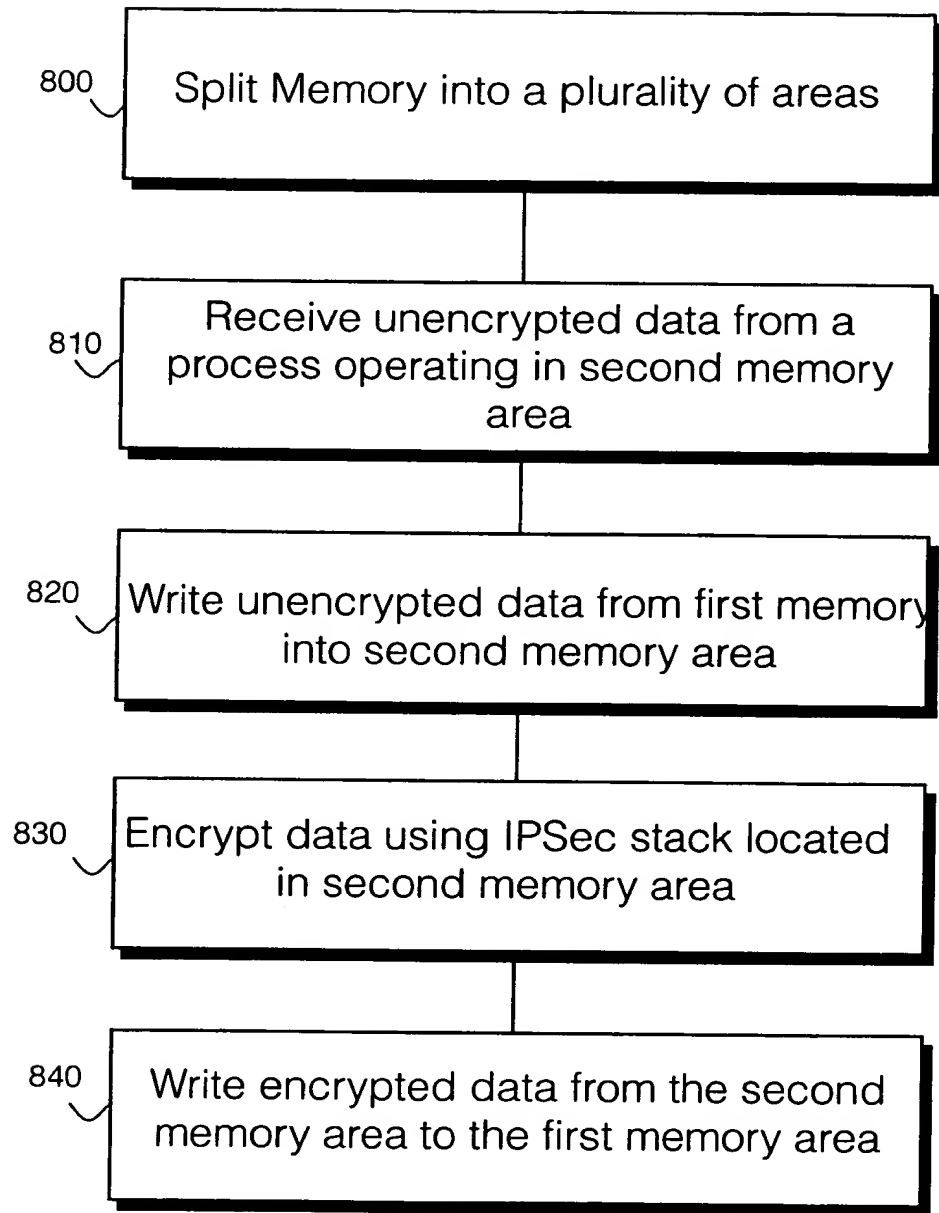 800
Split Memory into a plurality of areas
810
Receive unencrypted data from a
process operating in second memory
area
820
Write unencrypted data from first memory
into second memory area
830
Encrypt data using IPSec stack located
in second memory area
840
Write encrypted data from the second
memory area to the first memory area